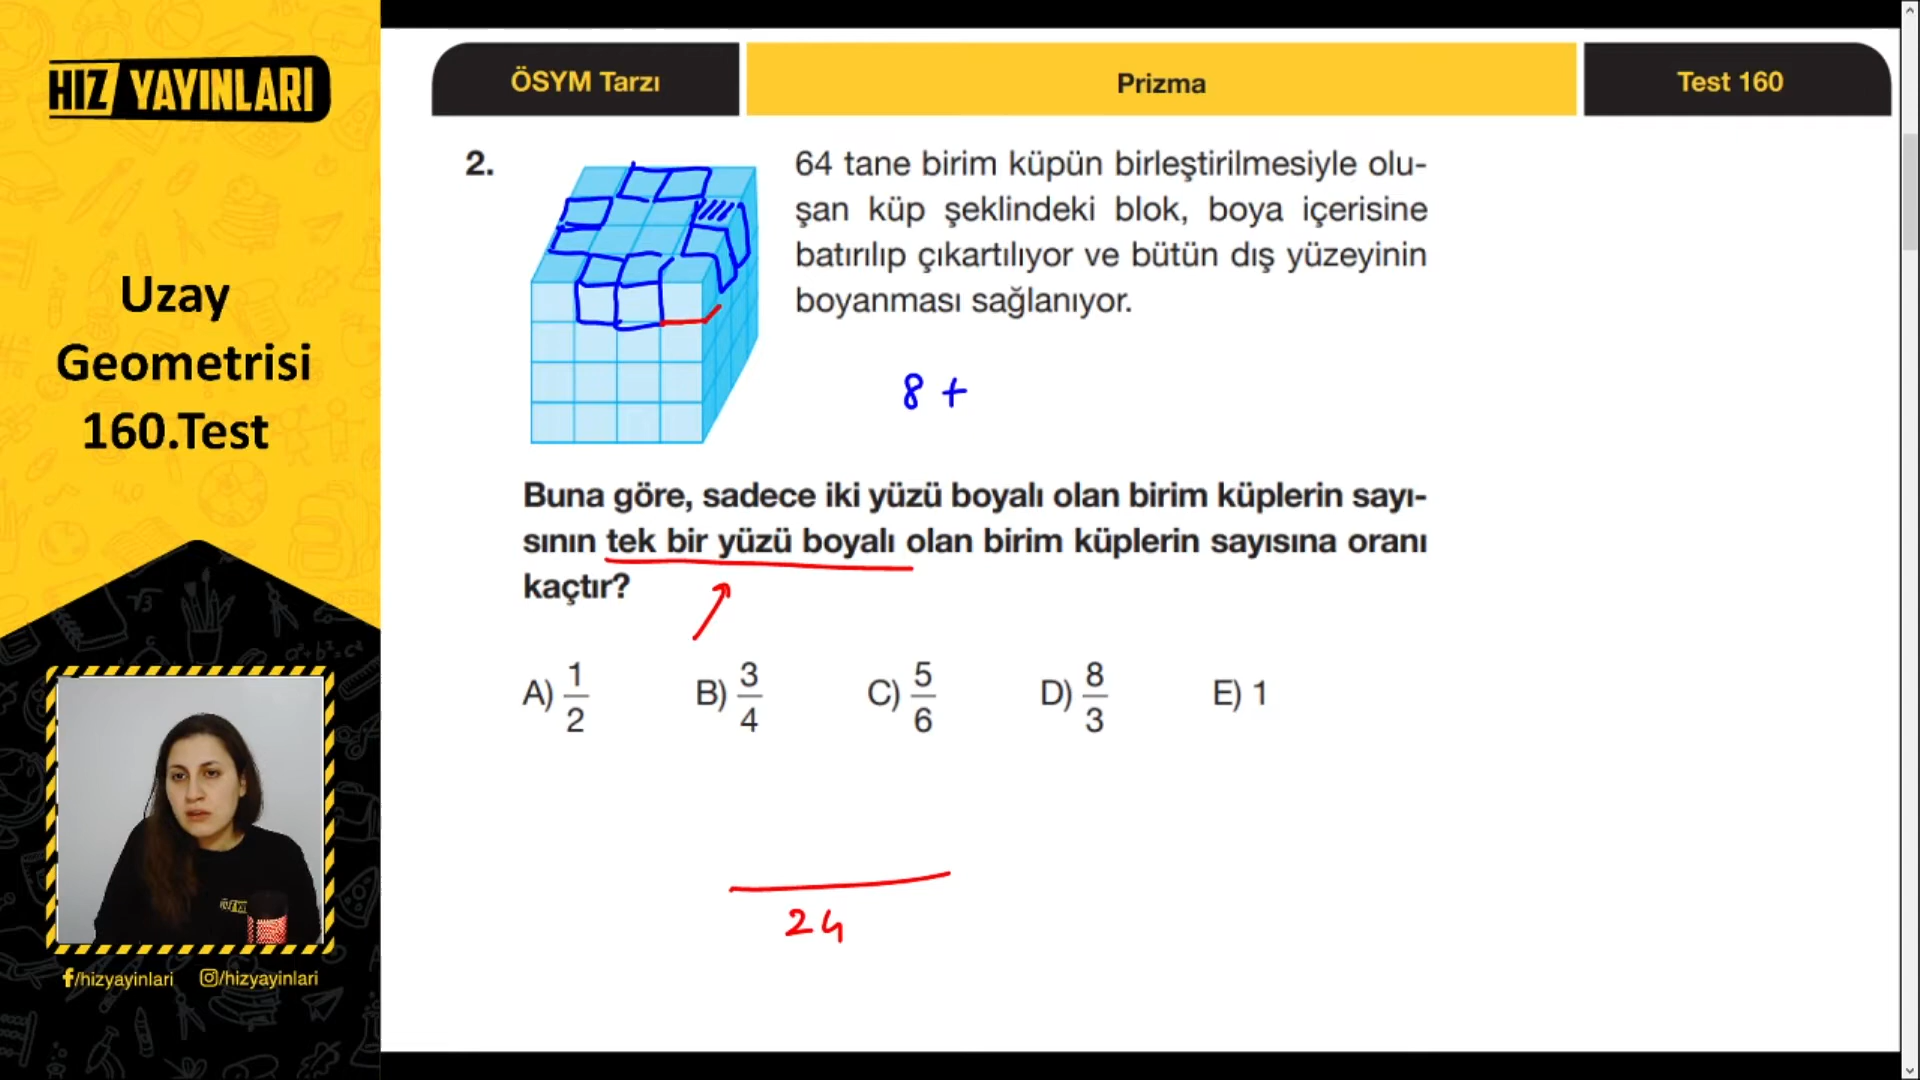 HIZ YAYINLARI
Uzay
Geometrisi
160.Test
/hizyayinlari /hizyayinlari
ÖSYM Tarzı
Prizma
Test 160
2.
64 tane birim küpün birleştirilmesiyle olu-
şan küp şeklindeki blok, boya içerisine
batırılıp çıkartılıyor ve bütün dış yüzeyinin
boyanması sağlanıyor.
8 +
Buna göre, sadece iki yüzü boyalı olan birim küplerin sayı-
sının tek bir yüzü boyalı olan birim küplerin sayısına oranı
kaçtır?
A) 1/2 B) 3/4 C) 5/6 D) 8/3 E) 1
24